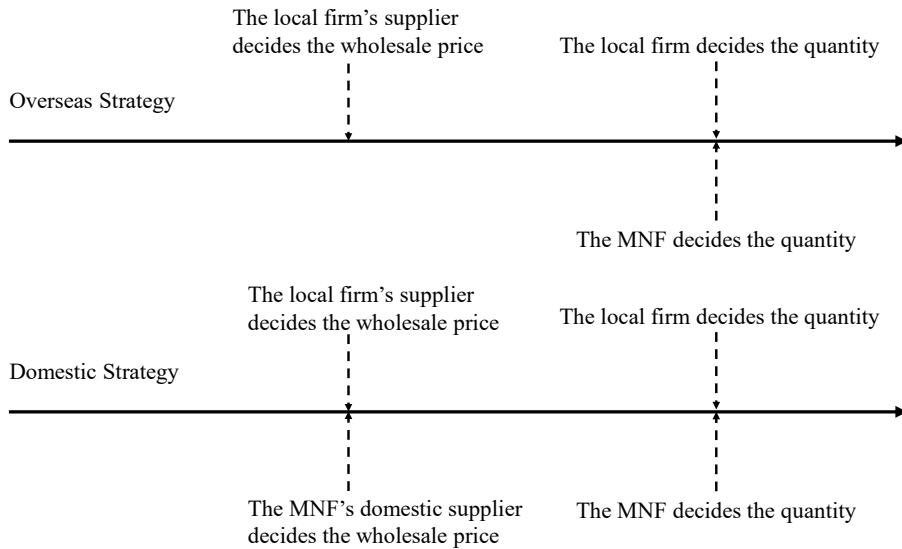 The local firm’s supplier
decides the wholesale price
The local firm decides the quantity
Overseas Strategy
The MNF decides the quantity
The local firm’s supplier
decides the wholesale price
The local firm decides the quantity
Domestic Strategy
The MNF’s domestic supplier
decides the wholesale price
The MNF decides the quantity